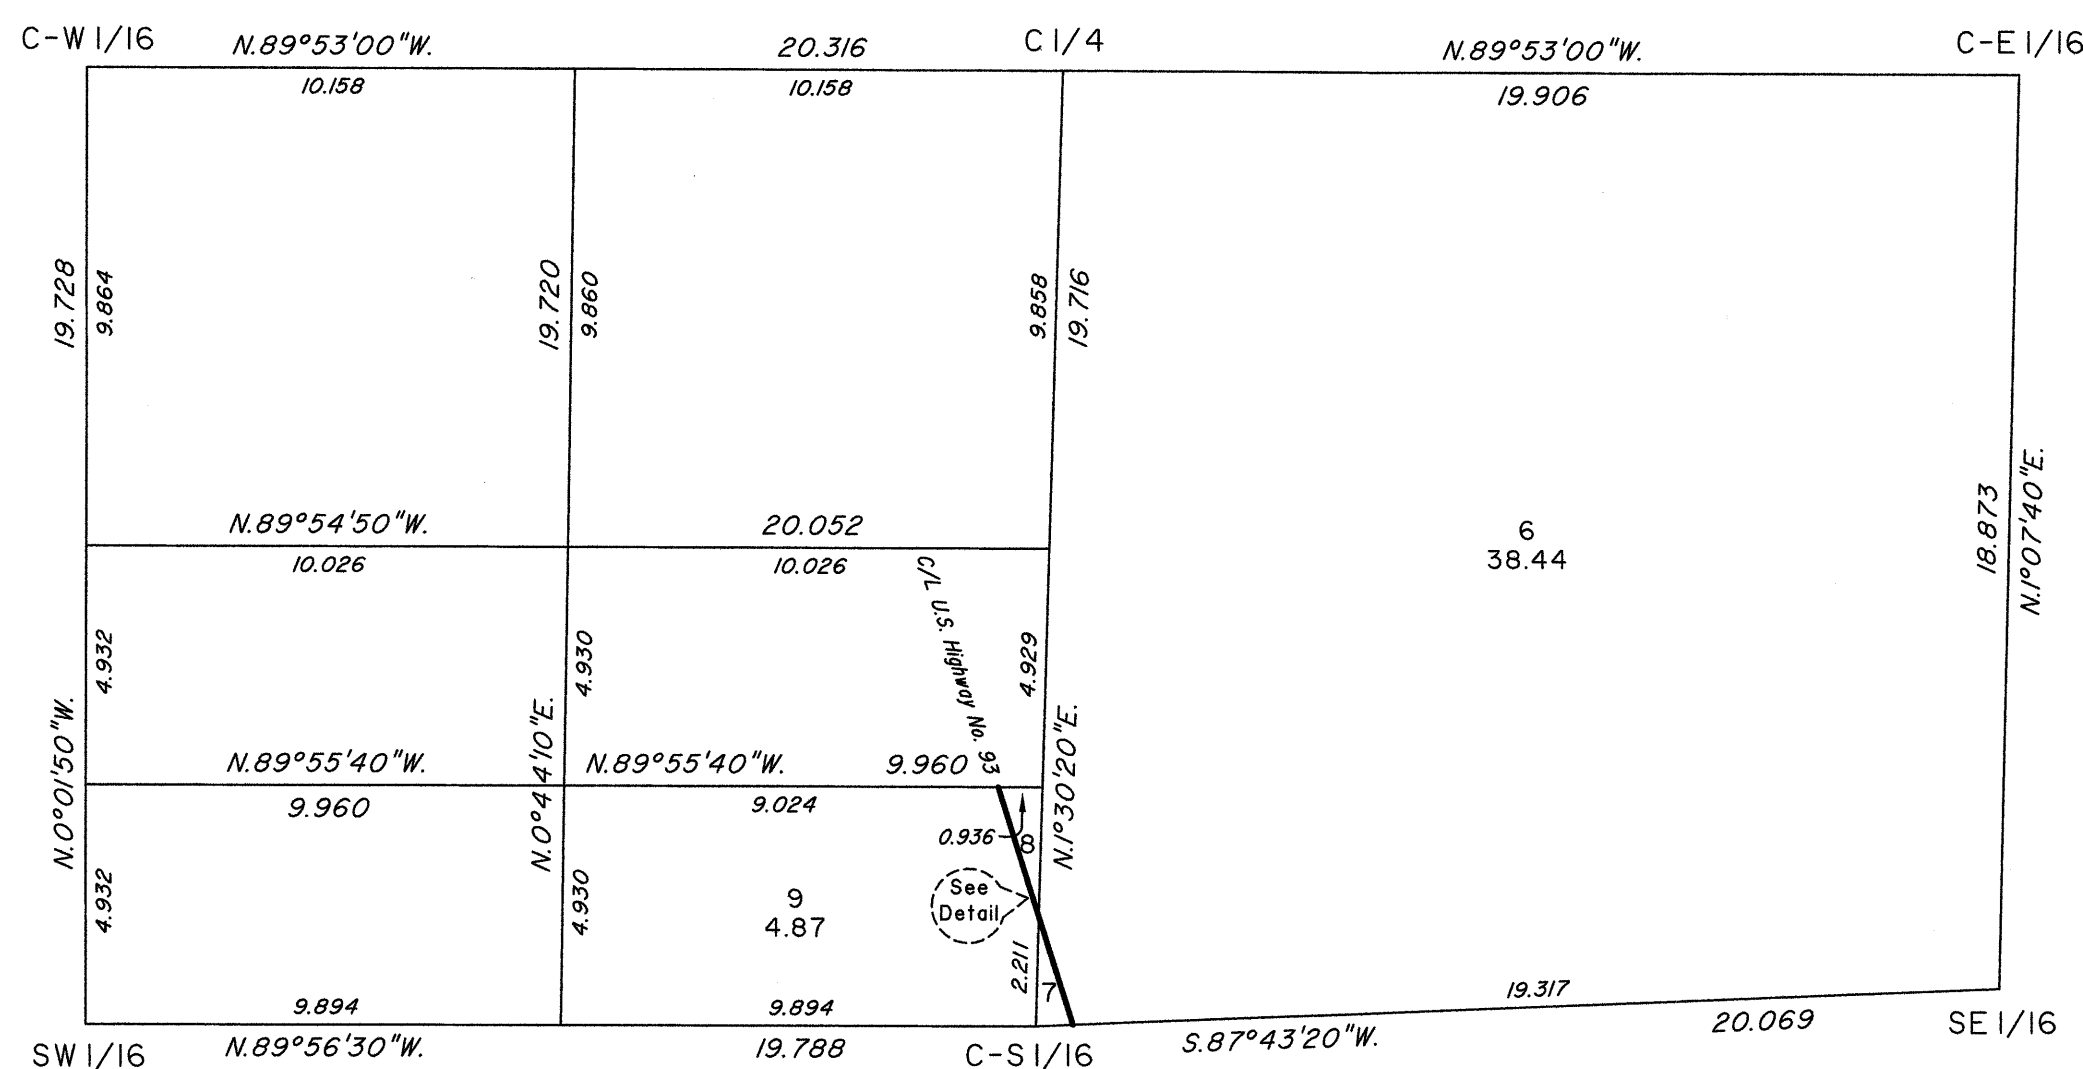 C-W 1/16
N.89°53'00"W.
20.316
C 1/4
N.89°53'00"W.
C-E 1/16
10.158
10.158
19.906
19.728
9.864
19.720
9.860
9.858
19.716
N.89°54'50"W.
20.052
10.026
10.026
C/L U.S. Highway No. 93
6
38.44
18.873
N.1°07'40"E.
4.932
4.930
4.929
N.0°01'50"W.
N.89°55'40"W.
N.0°44'10"E.
N.89°55'40"W.
9.960
N.1°30'20"E.
9.960
9.024
0.936
8
4.932
4.930
9
4.87
See
Detail
2.211
7
9.894
9.894
19.317
SW 1/16
N.89°56'30"W.
19.788
C-S 1/16
S.87°43'20"W.
20.069
SE 1/16